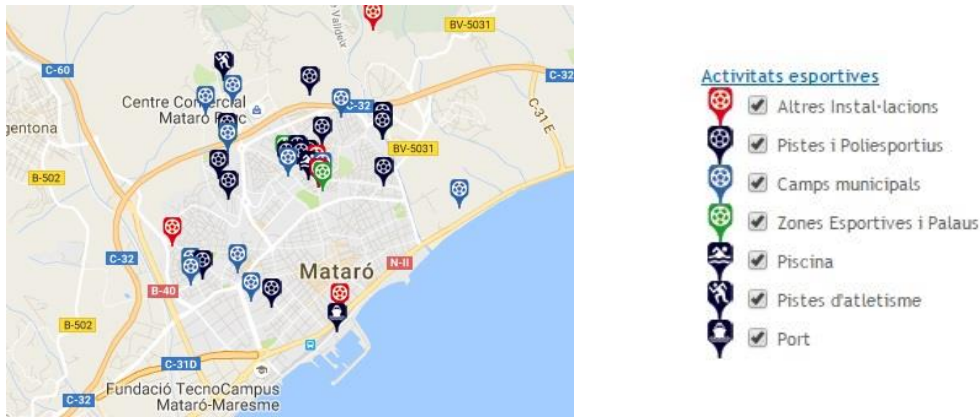 Valldeix
BV-5031
C-60
C-32
Centre Comercial
Mataró Parc
C-32
C-31 E
gentona
BV-5031
B-502
C-32
Mataró
N-II
B-40
B-502
C-31D
Fundació TecnoCampus
Mataró-Maresme
C-32
Activitats esportives
Altres Instal·lacions
Pistes i Poliesportius
Camps municipals
Zones Esportives i Palaus
Piscina
Pistes d'atletisme
Port